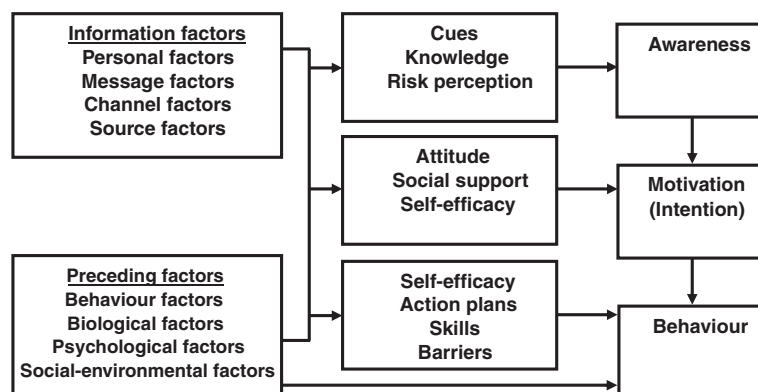 Information factors
Personal factors
Message factors
Channel factors
Source factors
Cues
Knowledge
Risk perception
Awareness
Attitude
Social support
Self-efficacy
Motivation
(Intention)
Preceding factors
Behaviour factors
Biological factors
Psychological factors
Social-environmental factors
Self-efficacy
Action plans
Skills
Barriers
Behaviour